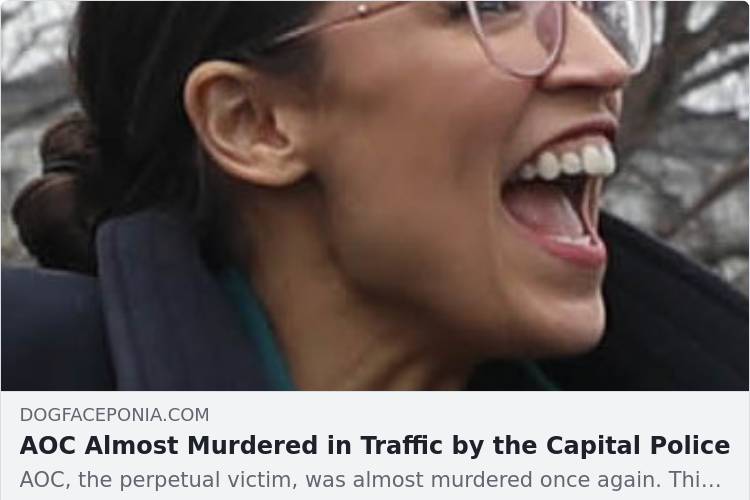 DOGFACEPONIA.COM
AOC Almost Murdered in Traffic by the Capital Police
AOC, the perpetual victim, was almost murdered once again. Thi...